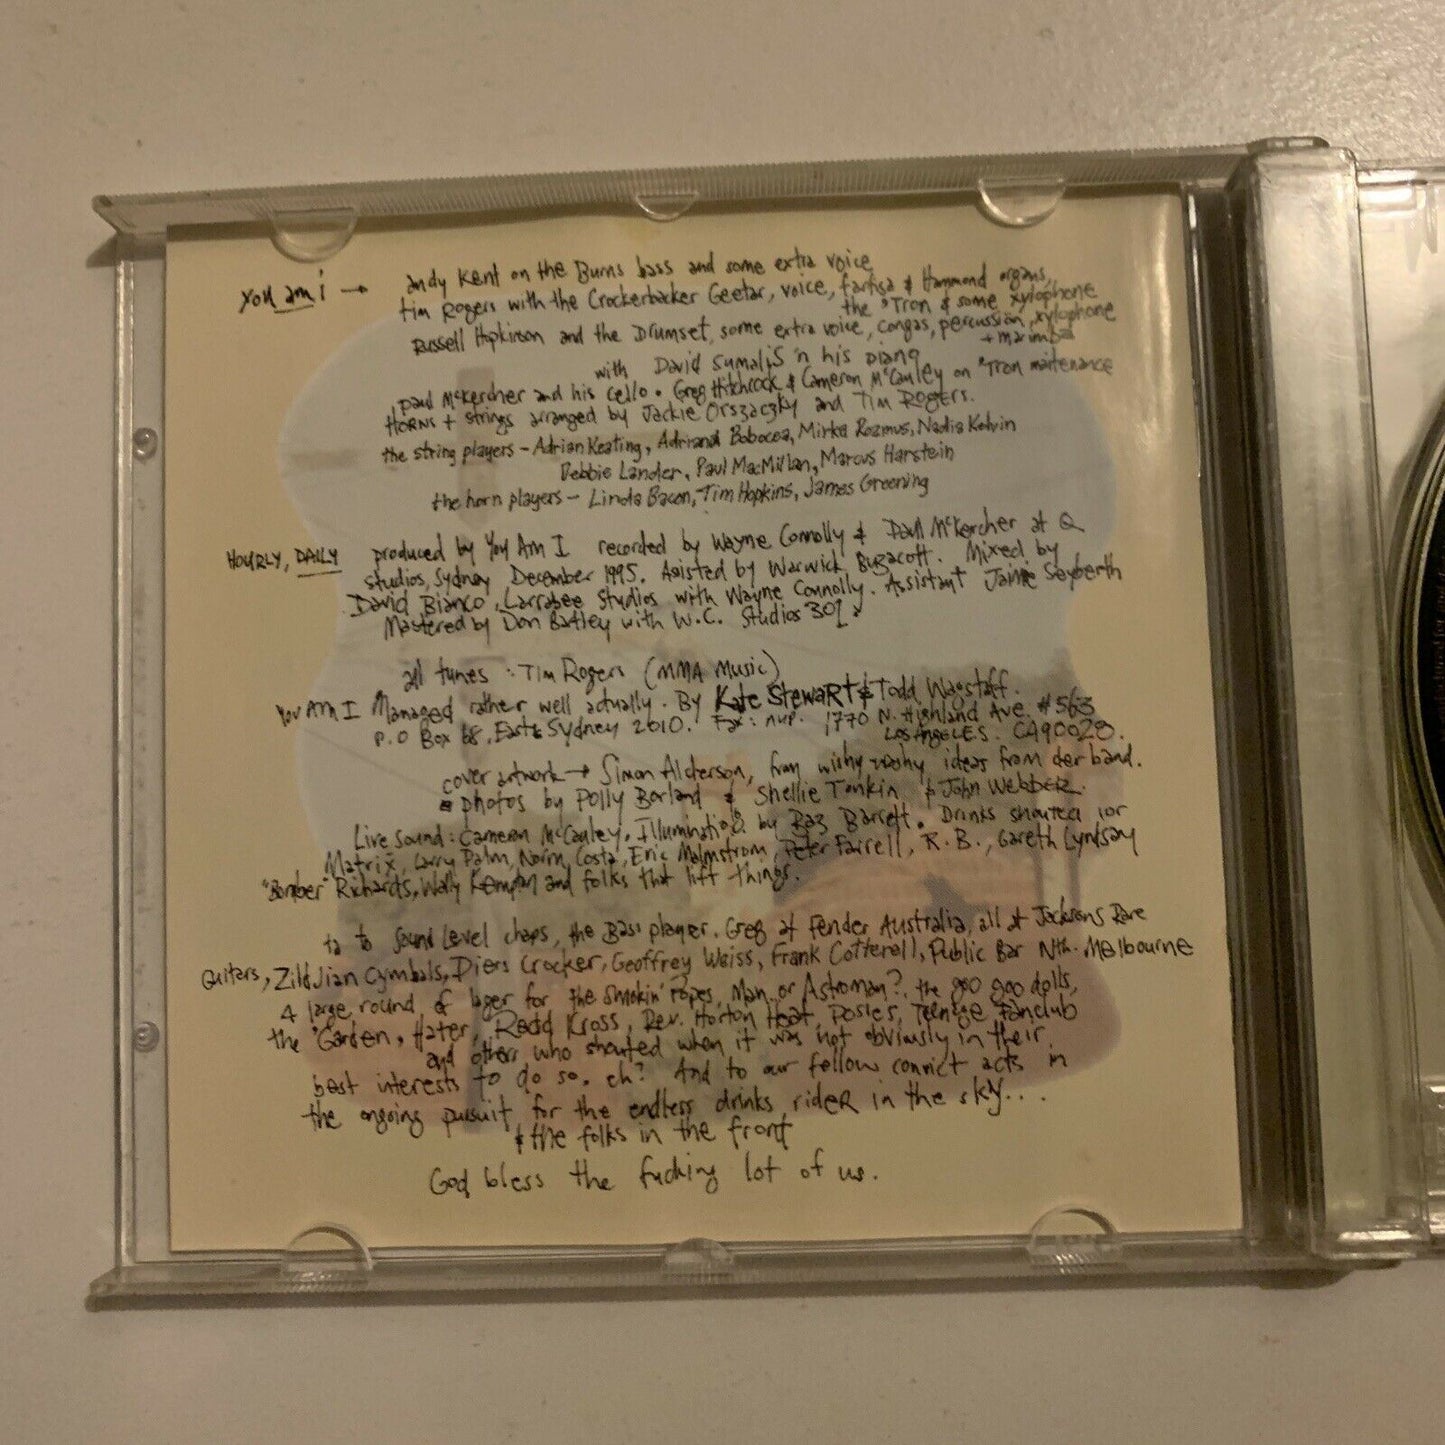 You am i → andy Kent on the Burns bass and some extra voice
tim Rogers with the Crockerbacker Geetar, voice, farfisa & Hammond organs,
the 'Tron & some xylophone
Russell Hopkinson and the Drumset, some extra voice, congas, percussion, xylophone
+ marimba
with David Sumalis 'n his piano
paul McKercher and his cello. Greg Hitchcock & Cameron McCauley on 'Tron maintenance
HORNS + strings arranged by Jackie Orszaczky and Tim Rogers.
the string players - Adrian Keating, Adriana Bobocea, Mirka Rozmus, Nadia Kelvin
Debbie Lander, Paul MacMillan, Marcus Harstein
the horn players - Linda Bacon, Tim Hopkins, James Greening
HOURLY, DAILY produced by You Am I recorded by Wayne Connolly & Paul McKercher at Q
studios, Sydney December 1995. Asisted by Warwick Buzacott. Mixed by
David Bianco, Larrabee Studios with Wayne Connolly. Assistant Jamie Seyberth
Mastered by Don Bartley with W.C. Studios 301
all tunes : Tim Rogers (MMA Music)
You AM I Managed rather well actually. By Kate Stewart & Todd Wagstaff.
P.O Box 68, East Sydney 2010. Fax: nup. 1770 N. Highland Ave #563
Los Angeles. CA90028.
cover artwork → Simon Alderson, from wishy washy ideas from der band.
photos by Polly Borland & Shellie Tonkin & John Webber
Live sound: Cameron McCauley. Illumination by Baz Barrett. Drinks shouted for
Matrix, Larry Palm, Norm Costa, Eric Malmstrom, Peter Farrell, R.B., Gareth Lyndsay
"Bomber" Richards, Wally Kempton and folks that lift things.
ta to Sound Level chaps, the Bass player. Greg at Fender Australia, all at Jacksons Rare
Guitars, Zildjian Cymbals, Diers Crocker, Geoffrey Weiss, Frank Cotterell, Public Bar Nth. Melbourne
A large round of lager for the smokin' ropes, Man or Astroman?, the goo goo dolls,
the 'Garden, Hater, Redd Kross, Rev. Horton Heat, Posies, Teenage Fanclub
and others who shouted when it was not obviously in their
best interests to do so. eh? And to our fellow convict acts in
the ongoing pursuit for the endless drinks rider in the sky...
& the folks in the front
God bless the fucking lot of us.